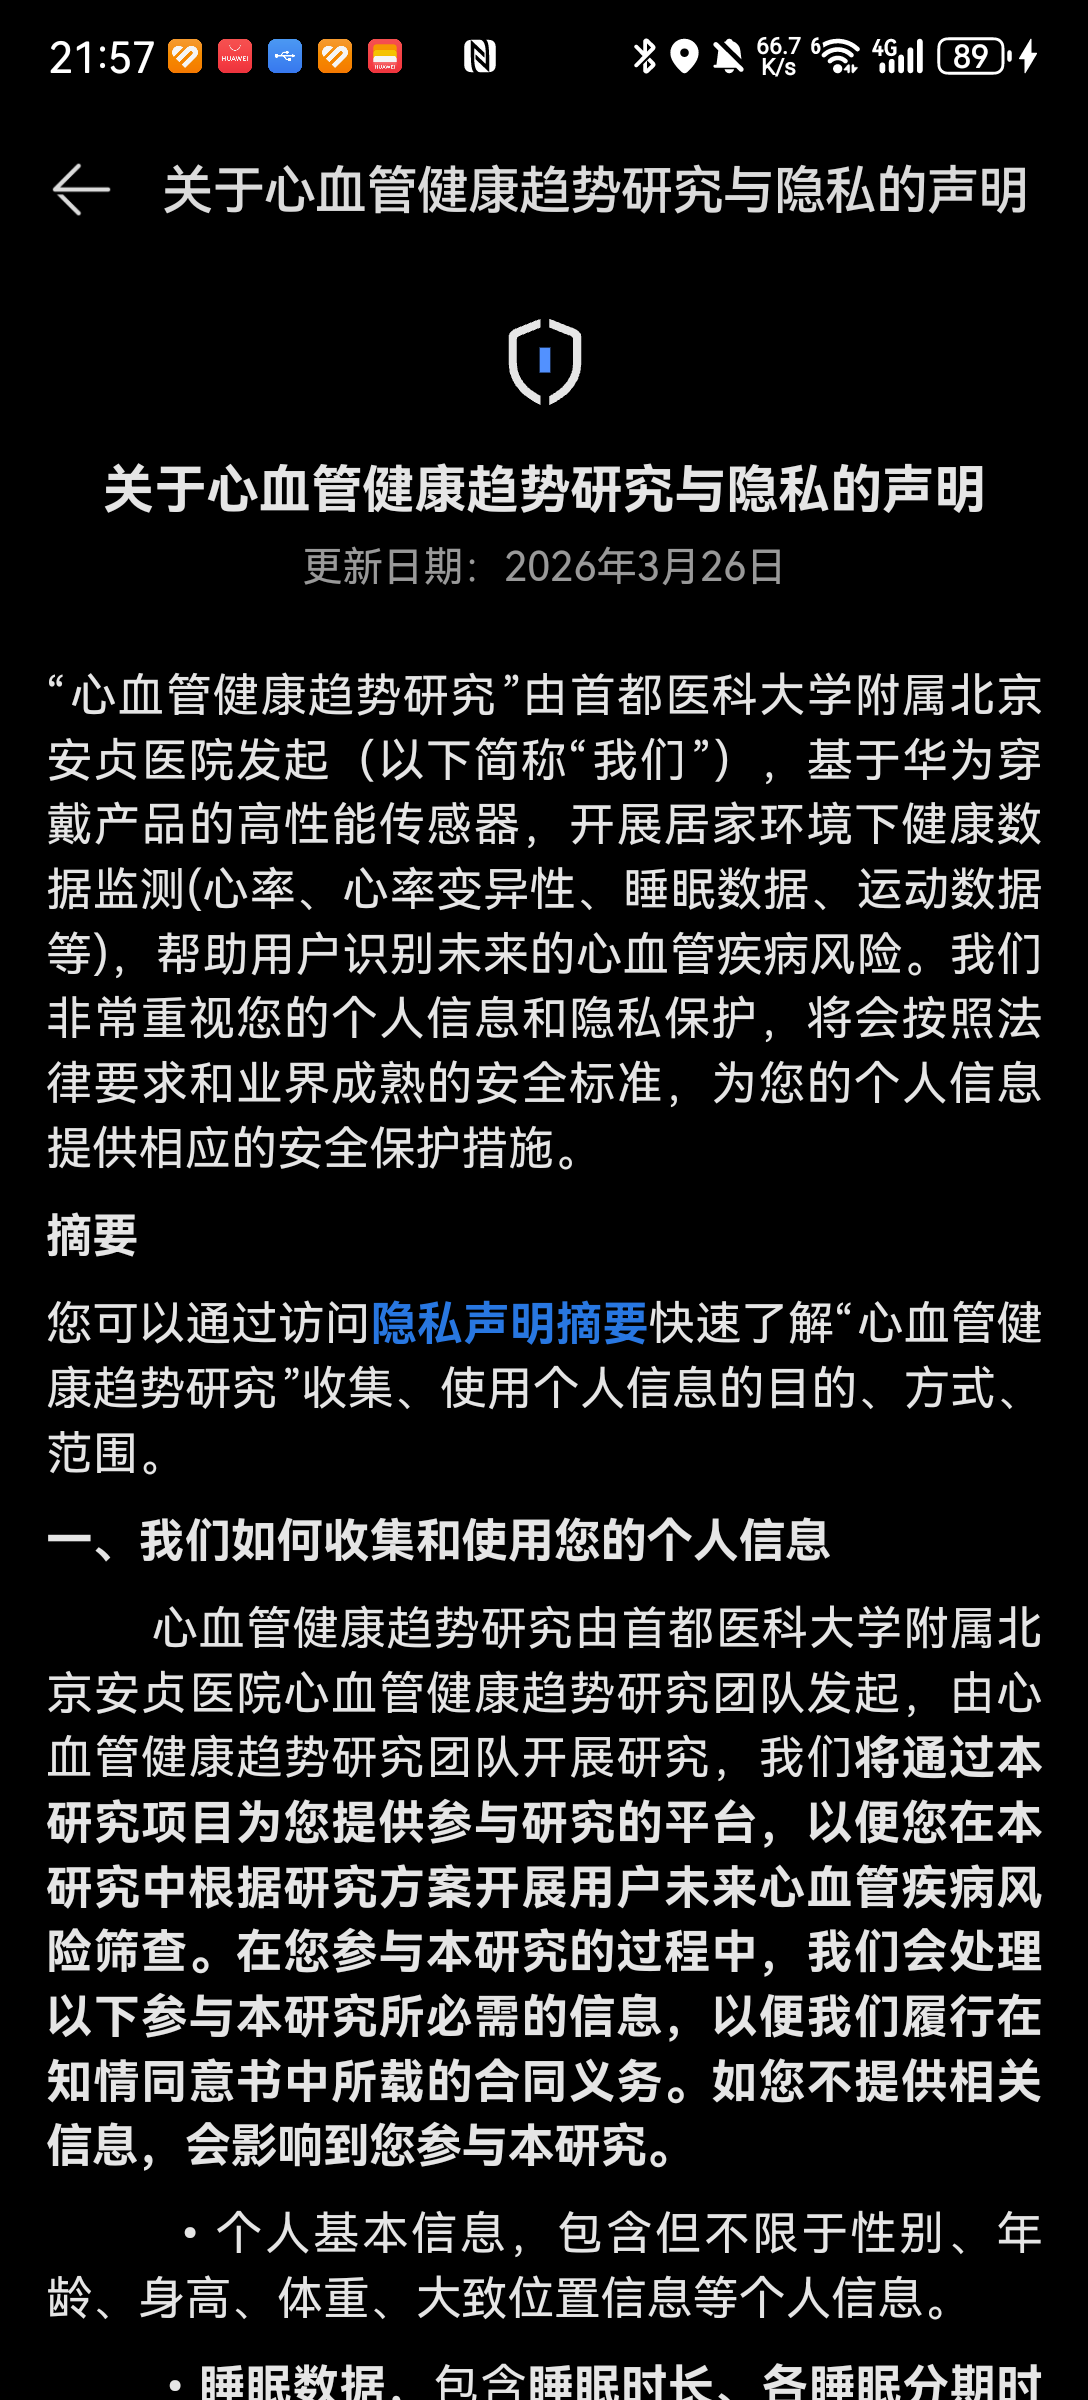 21:57 HUAWEI HUAWEI 66.7 K/s 6 4G 89
关于心血管健康趋势研究与隐私的声明
关于心血管健康趋势研究与隐私的声明
更新日期：2026年3月26日
“心血管健康趋势研究”由首都医科大学附属北京
安贞医院发起（以下简称“我们”），基于华为穿
戴产品的高性能传感器，开展居家环境下健康数
据监测(心率、心率变异性、睡眠数据、运动数据
等)，帮助用户识别未来的心血管疾病风险。我们
非常重视您的个人信息和隐私保护，将会按照法
律要求和业界成熟的安全标准，为您的个人信息
提供相应的安全保护措施。
摘要
您可以通过访问隐私声明摘要快速了解“心血管健
康趋势研究”收集、使用个人信息的目的、方式、
范围。
一、我们如何收集和使用您的个人信息
心血管健康趋势研究由首都医科大学附属北
京安贞医院心血管健康趋势研究团队发起，由心
血管健康趋势研究团队开展研究，我们将通过本
研究项目为您提供参与研究的平台，以便您在本
研究中根据研究方案开展用户未来心血管疾病风
险筛查。在您参与本研究的过程中，我们会处理
以下参与本研究所必需的信息，以便我们履行在
知情同意书中所载的合同义务。如您不提供相关
信息，会影响到您参与本研究。
•个人基本信息，包含但不限于性别、年
龄、身高、体重、大致位置信息等个人信息。
•睡眠数据，包含睡眠时长、各睡眠分期时